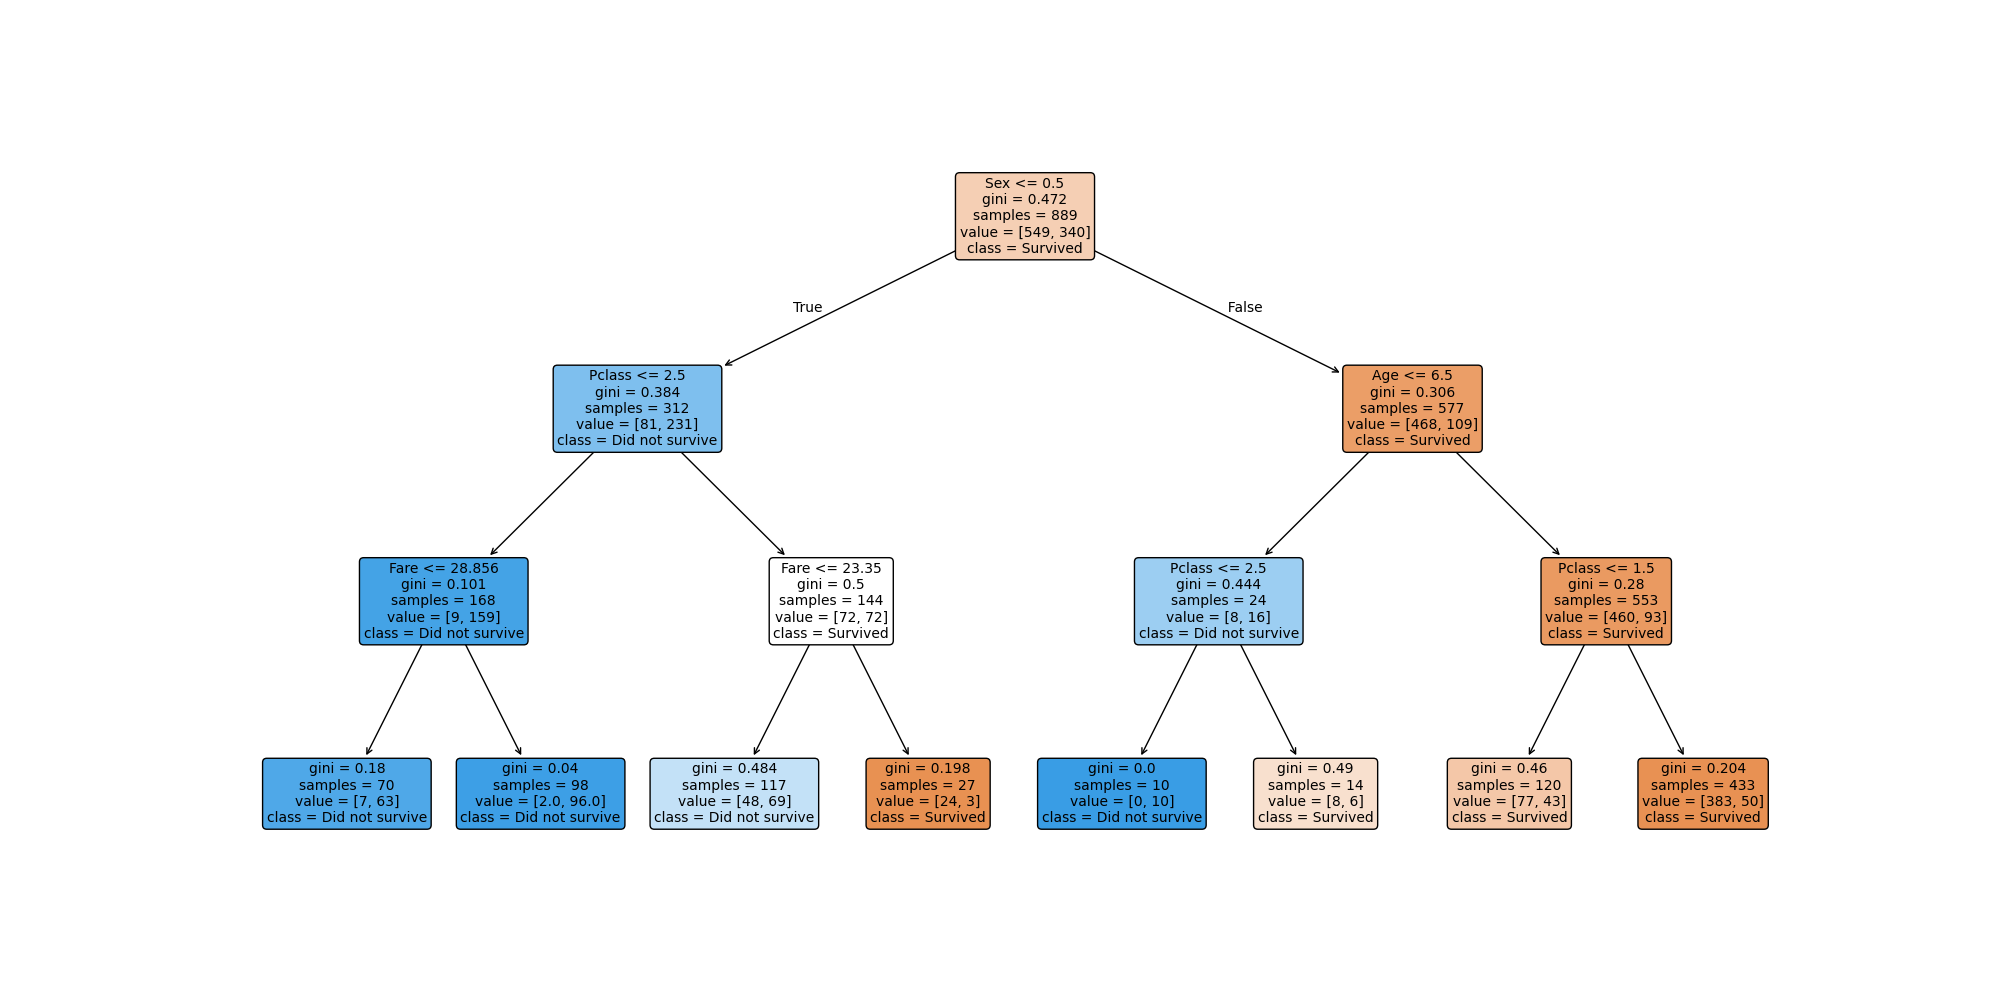 Sex <= 0.5
gini = 0.472
samples = 889
value = [549, 340]
class = Survived
True
False
Pclass <= 2.5
gini = 0.384
samples = 312
value = [81, 231]
class = Did not survive
Age <= 6.5
gini = 0.306
samples = 577
value = [468, 109]
class = Survived
Fare <= 28.856
gini = 0.101
samples = 168
value = [9, 159]
class = Did not survive
Fare <= 23.35
gini = 0.5
samples = 144
value = [72, 72]
class = Survived
Pclass <= 2.5
gini = 0.444
samples = 24
value = [8, 16]
class = Did not survive
Pclass <= 1.5
gini = 0.28
samples = 553
value = [460, 93]
class = Survived
gini = 0.18
samples = 70
value = [7, 63]
class = Did not survive
gini = 0.04
samples = 98
value = [2.0, 96.0]
class = Did not survive
gini = 0.484
samples = 117
value = [48, 69]
class = Did not survive
gini = 0.198
samples = 27
value = [24, 3]
class = Survived
gini = 0.0
samples = 10
value = [0, 10]
class = Did not survive
gini = 0.49
samples = 14
value = [8, 6]
class = Survived
gini = 0.46
samples = 120
value = [77, 43]
class = Survived
gini = 0.204
samples = 433
value = [383, 50]
class = Survived